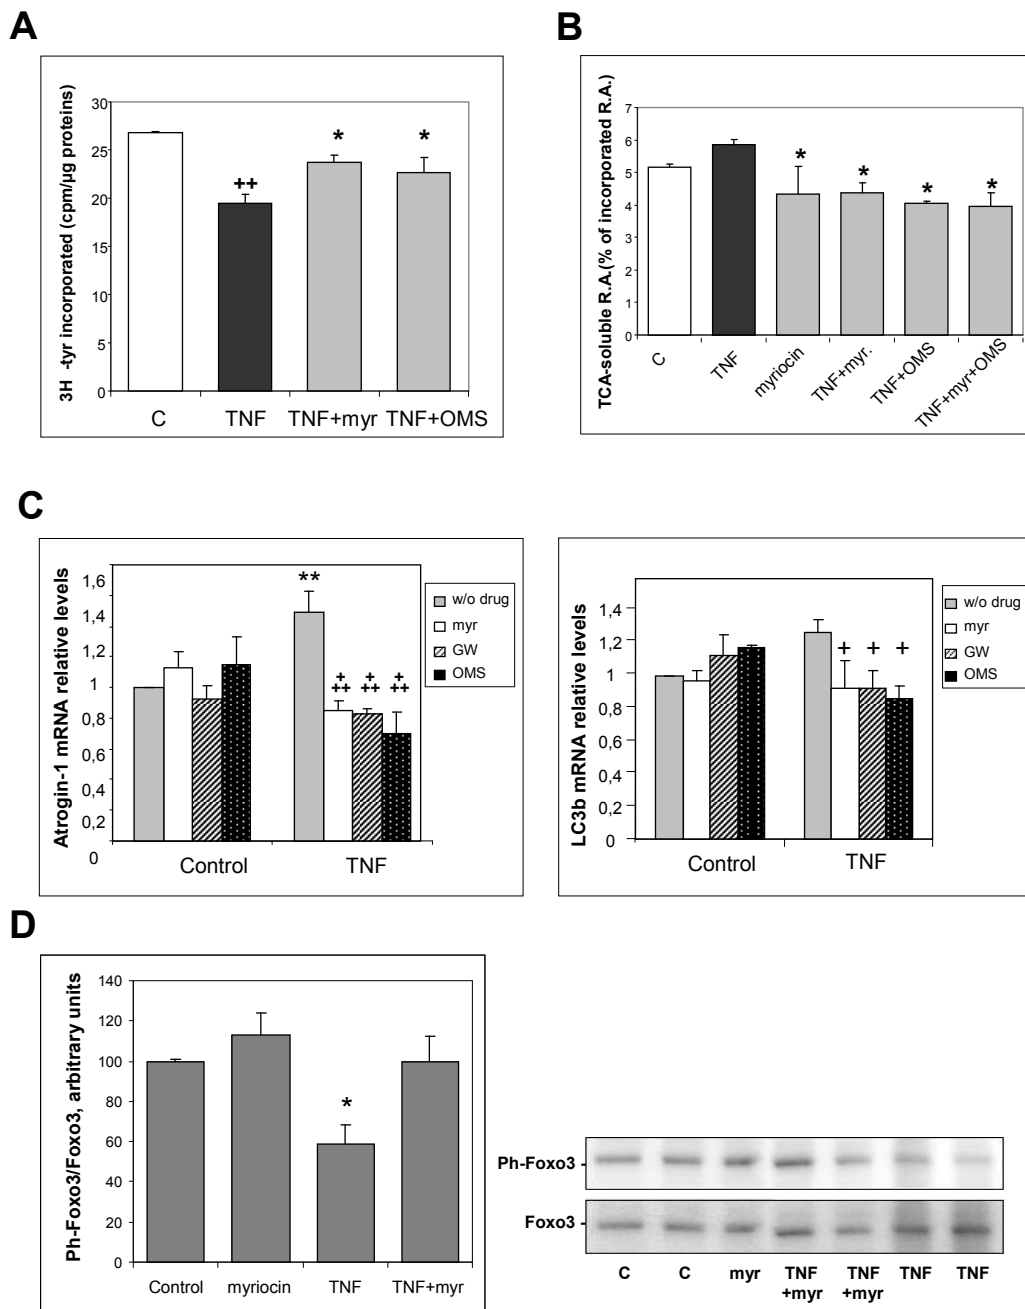 A
3H -tyr incorporated (cpm/µg proteins)
30
25
20
15
10
5
0
++
*
*
C
TNF
TNF+myr
TNF+OMS
B
TCA-soluble R.A.(% of incorporated R.A.)
7
6
5
4
3
2
1
0
*
*
*
*
C
TNF
myriocin
TNF+myr.
TNF+OMS
TNF+myr+OMS
C
Atrogin-1 mRNA relative levels
1,6
1,4
1,2
1
0,8
0,6
0,4
0,2
0
**
+
++
+
++
+
++
Control
TNF
w/o drug
myr
GW
OMS
LC3b mRNA relative levels
1,6
1,4
1,2
1
0,8
0,6
0,4
0,2
0
+
+
+
Control
TNF
w/o drug
myr
GW
OMS
D
Ph-Foxo3/Foxo3, arbitrary units
140
120
100
80
60
40
20
0
*
Control
myriocin
TNF
TNF+myr
Ph-Foxo3 -
Foxo3 -
C
C
myr
TNF
+myr
TNF
+myr
TNF
TNF